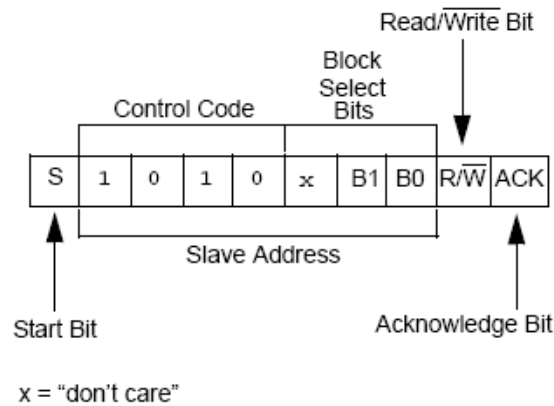 Read/Write Bit
Block
Select
Bits
Control Code
S 1 0 1 0 x B1 B0 R/W ACK
Slave Address
Start Bit
Acknowledge Bit
x = “don’t care”